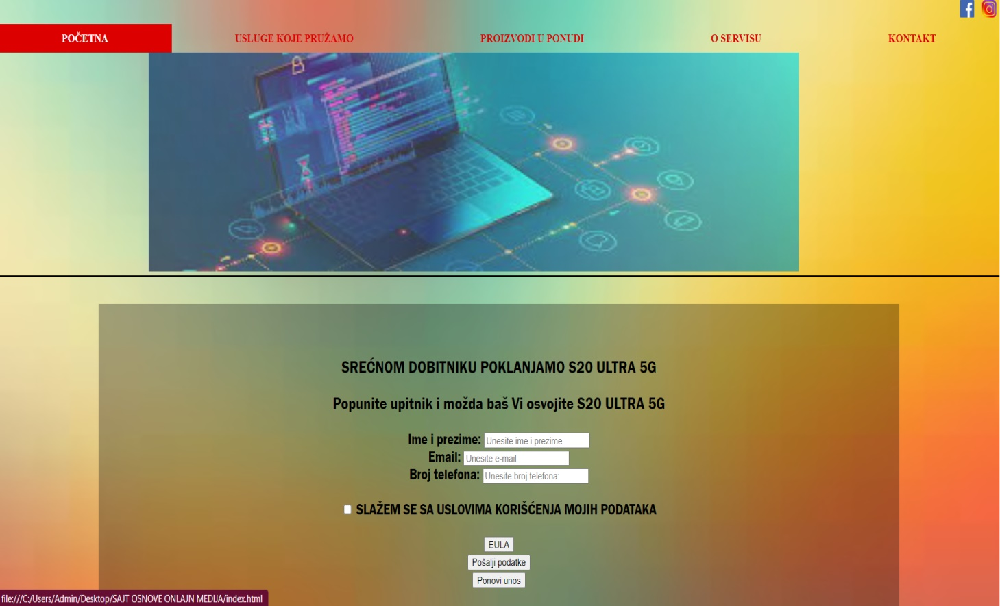 POČETNA
USLUGE KOJE PRUŽAMO
PROIZVODI U PONUDI
O SERVISU
KONTAKT
SREĆNOM DOBITNIKU POKLANJAMO S20 ULTRA 5G
Popunite upitnik i možda baš Vi osvojite S20 ULTRA 5G
Ime i prezime: Unesite ime i prezime
Email: Unesite e-mail
Broj telefona: Unesite broj telefona:
SLAŽEM SE SA USLOVIMA KORIŠĆENJA MOJIH PODATAKA
EULA
Pošalji podatke
Ponovi unos
file:///C:/Users/Admin/Desktop/SAJT OSNOVE ONLAJN MEDIJA/index.html